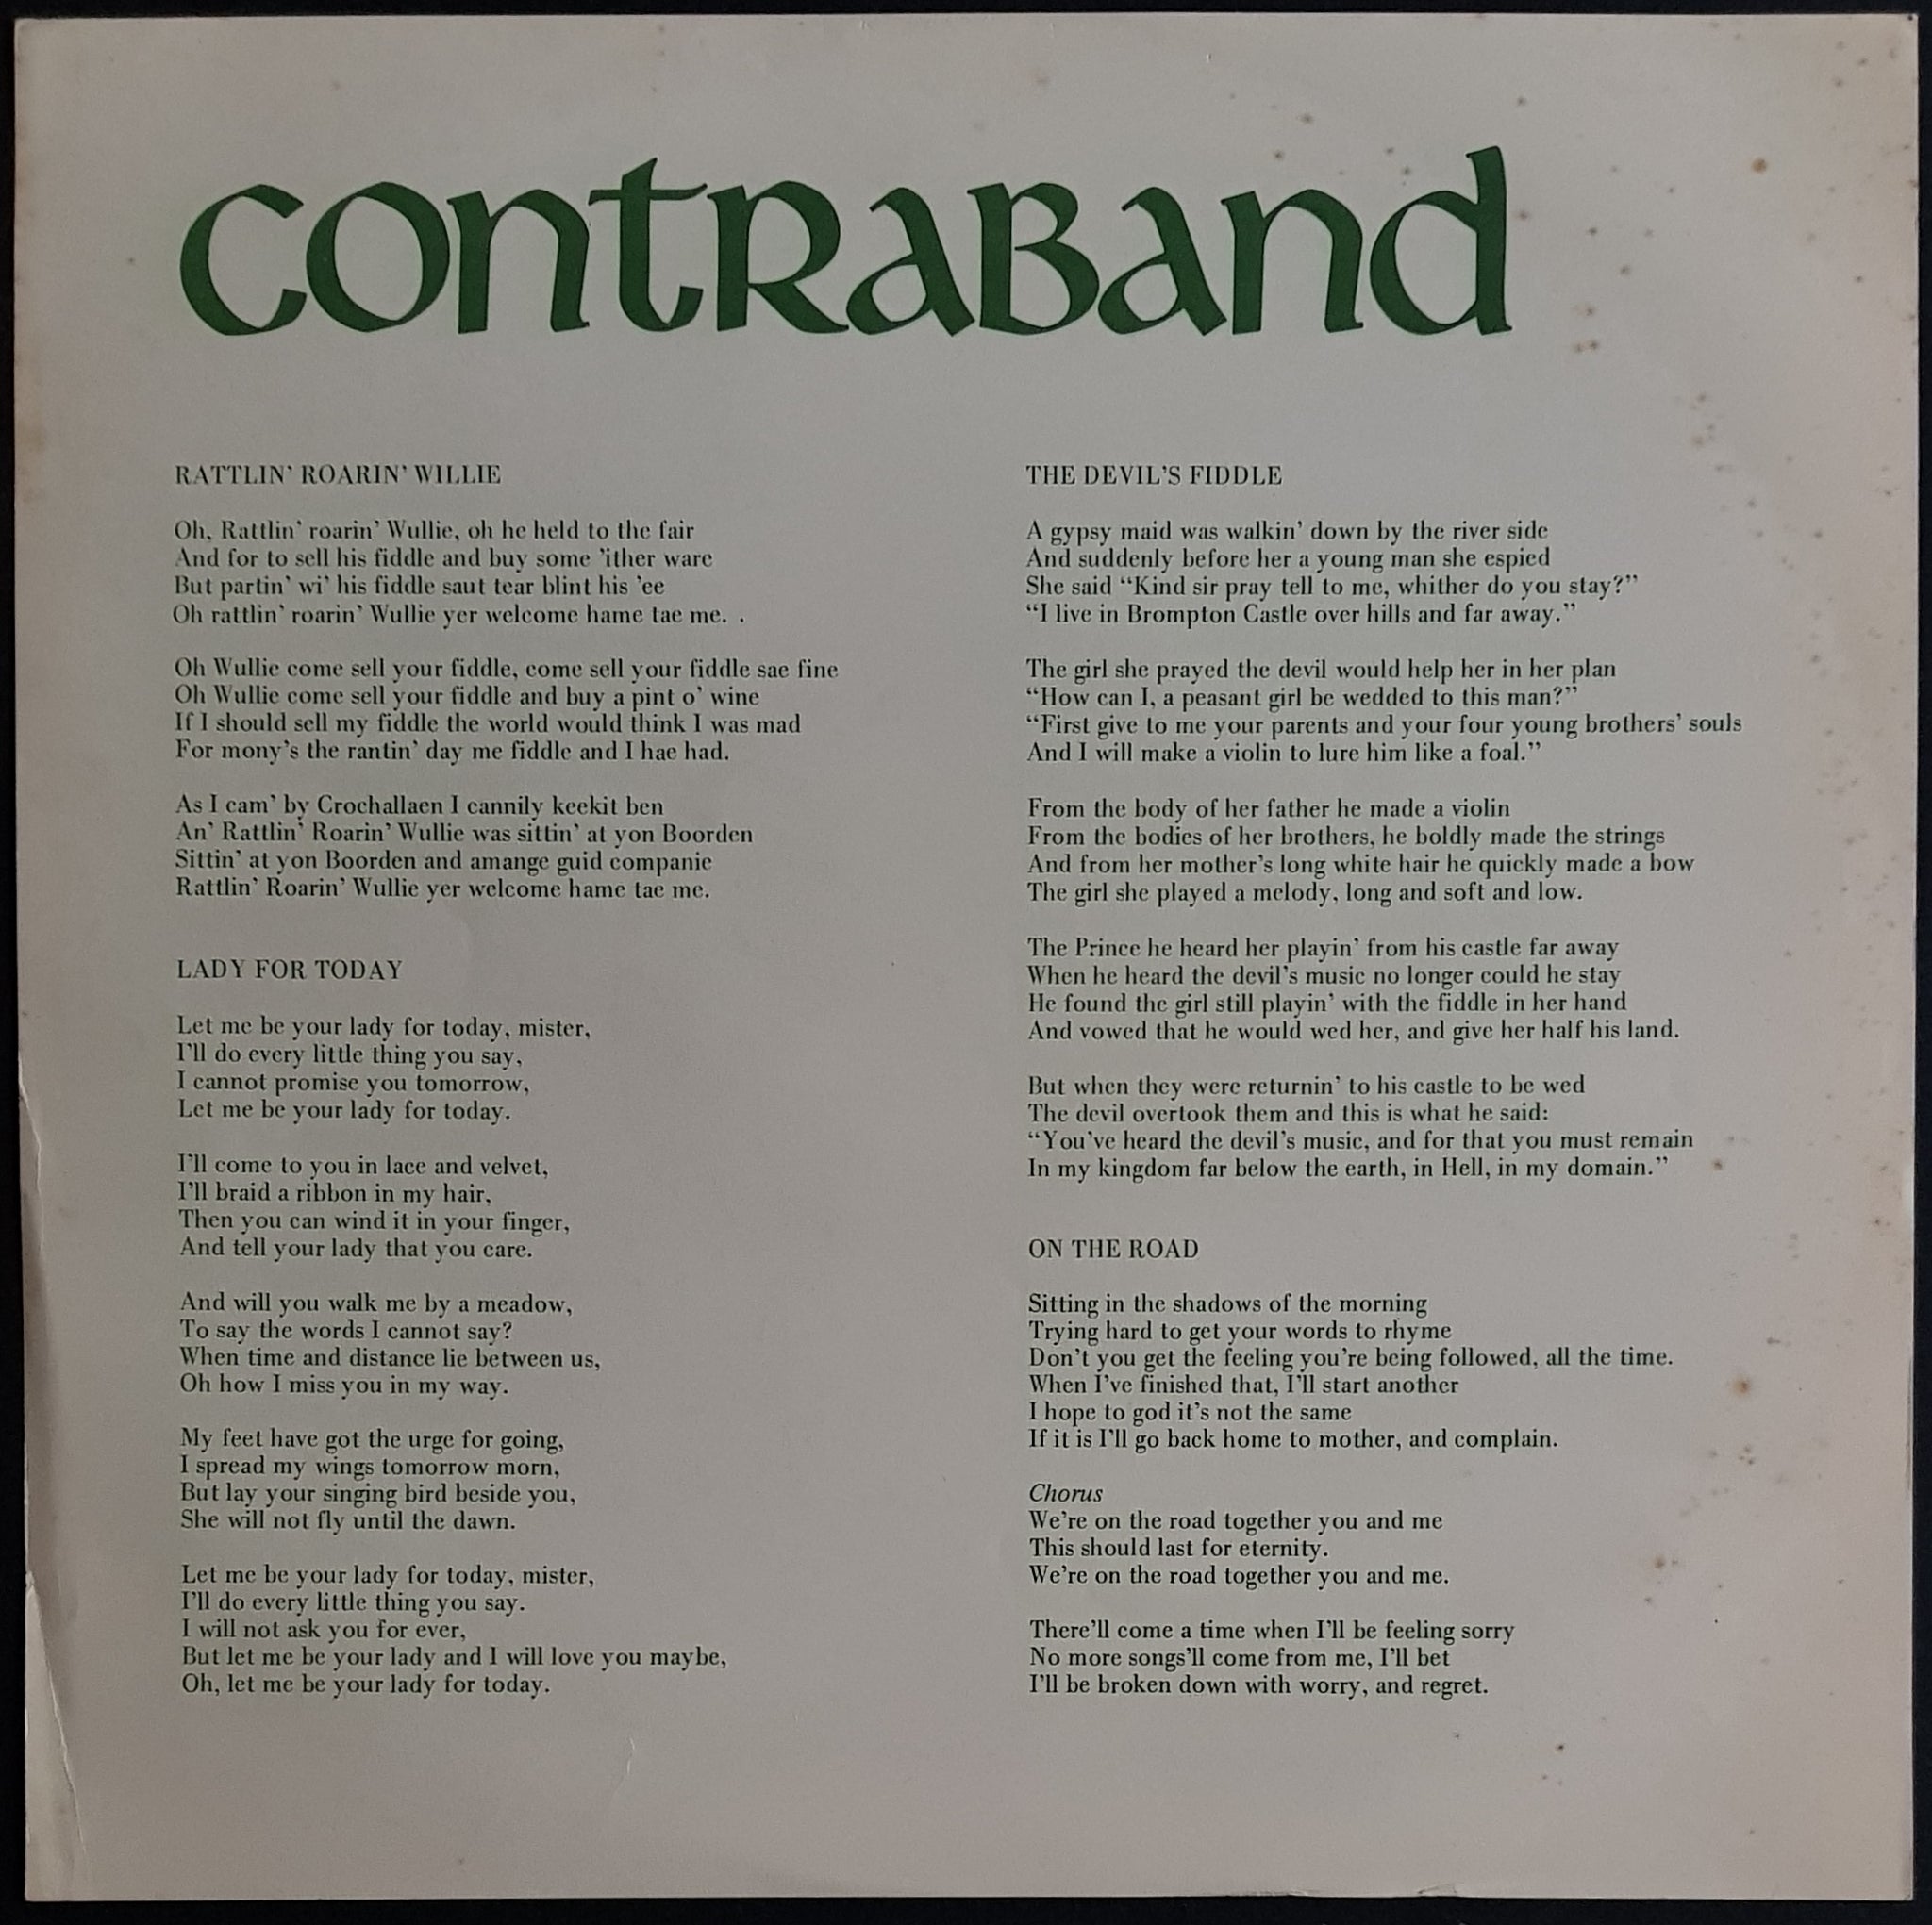 contRaBand
RATTLIN' ROARIN' WILLIE
Oh, Rattlin' roarin' Wullie, oh he held to the fair
And for to sell his fiddle and buy some 'ither ware
But partin' wi' his fiddle saut tear blint his 'ee
Oh rattlin' roarin' Wullie yer welcome hame tae me. .
Oh Wullie come sell your fiddle, come sell your fiddle sae fine
Oh Wullie come sell your fiddle and buy a pint o' wine
If I should sell my fiddle the world would think I was mad
For mony's the rantin' day me fiddle and I hae had.
As I cam' by Crochallaen I cannily keekit ben
An' Rattlin' Roarin' Wullie was sittin' at yon Boorden
Sittin' at yon Boorden and amange guid companie
Rattlin' Roarin' Wullie yer welcome hame tae me.
LADY FOR TODAY
Let me be your lady for today, mister,
I'll do every little thing you say,
I cannot promise you tomorrow,
Let me be your lady for today.
I'll come to you in lace and velvet,
I'll braid a ribbon in my hair,
Then you can wind it in your finger,
And tell your lady that you care.
And will you walk me by a meadow,
To say the words I cannot say?
When time and distance lie between us,
Oh how I miss you in my way.
My feet have got the urge for going,
I spread my wings tomorrow morn,
But lay your singing bird beside you,
She will not fly until the dawn.
Let me be your lady for today, mister,
I'll do every little thing you say.
I will not ask you for ever,
But let me be your lady and I will love you maybe,
Oh, let me be your lady for today.
THE DEVIL'S FIDDLE
A gypsy maid was walkin' down by the river side
And suddenly before her a young man she espied
She said "Kind sir pray tell to me, whither do you stay?"
"I live in Brompton Castle over hills and far away."
The girl she prayed the devil would help her in her plan
"How can I, a peasant girl be wedded to this man?"
"First give to me your parents and your four young brothers' souls
And I will make a violin to lure him like a foal."
From the body of her father he made a violin
From the bodies of her brothers, he boldly made the strings
And from her mother's long white hair he quickly made a bow
The girl she played a melody, long and soft and low.
The Prince he heard her playin' from his castle far away
When he heard the devil's music no longer could he stay
He found the girl still playin' with the fiddle in her hand
And vowed that he would wed her, and give her half his land.
But when they were returnin' to his castle to be wed
The devil overtook them and this is what he said:
"You've heard the devil's music, and for that you must remain
In my kingdom far below the earth, in Hell, in my domain."
ON THE ROAD
Sitting in the shadows of the morning
Trying hard to get your words to rhyme
Don't you get the feeling you're being followed, all the time.
When I've finished that, I'll start another
I hope to god it's not the same
If it is I'll go back home to mother, and complain.
Chorus
We're on the road together you and me
This should last for eternity.
We're on the road together you and me.
There'll come a time when I'll be feeling sorry
No more songs'll come from me, I'll bet
I'll be broken down with worry, and regret.